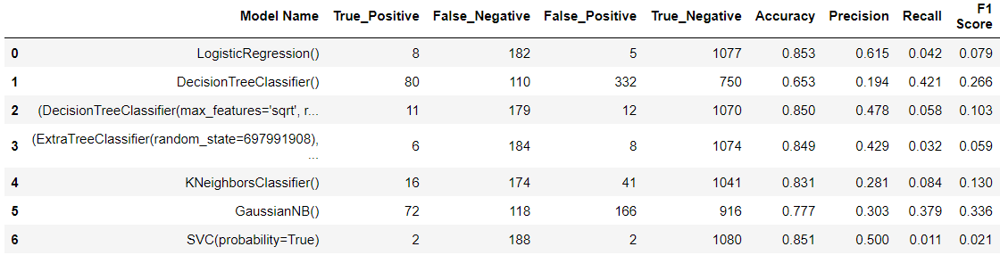 Model Name True_Positive False_Negative False_Positive True_Negative Accuracy Precision Recall F1 Score
0 LogisticRegression() 8 182 5 1077 0.853 0.615 0.042 0.079
1 DecisionTreeClassifier() 80 110 332 750 0.653 0.194 0.421 0.266
2 (DecisionTreeClassifier(max_features='sqrt', r... 11 179 12 1070 0.850 0.478 0.058 0.103
3 (ExtraTreeClassifier(random_state=697991908), ... 6 184 8 1074 0.849 0.429 0.032 0.059
4 KNeighborsClassifier() 16 174 41 1041 0.831 0.281 0.084 0.130
5 GaussianNB() 72 118 166 916 0.777 0.303 0.379 0.336
6 SVC(probability=True) 2 188 2 1080 0.851 0.500 0.011 0.021